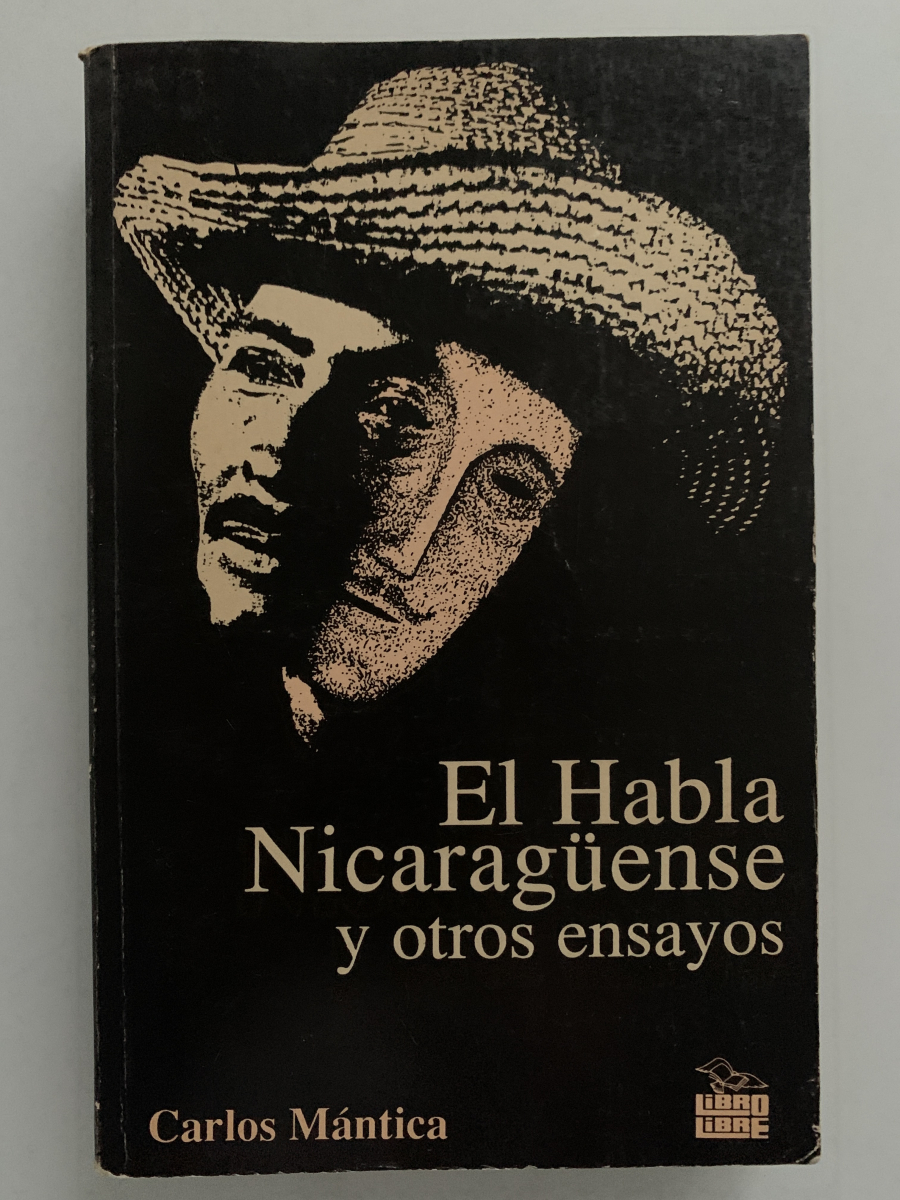 El Habla
Nicaragüense
y otros ensayos
Carlos Mántica
LIBRO
LIBRE